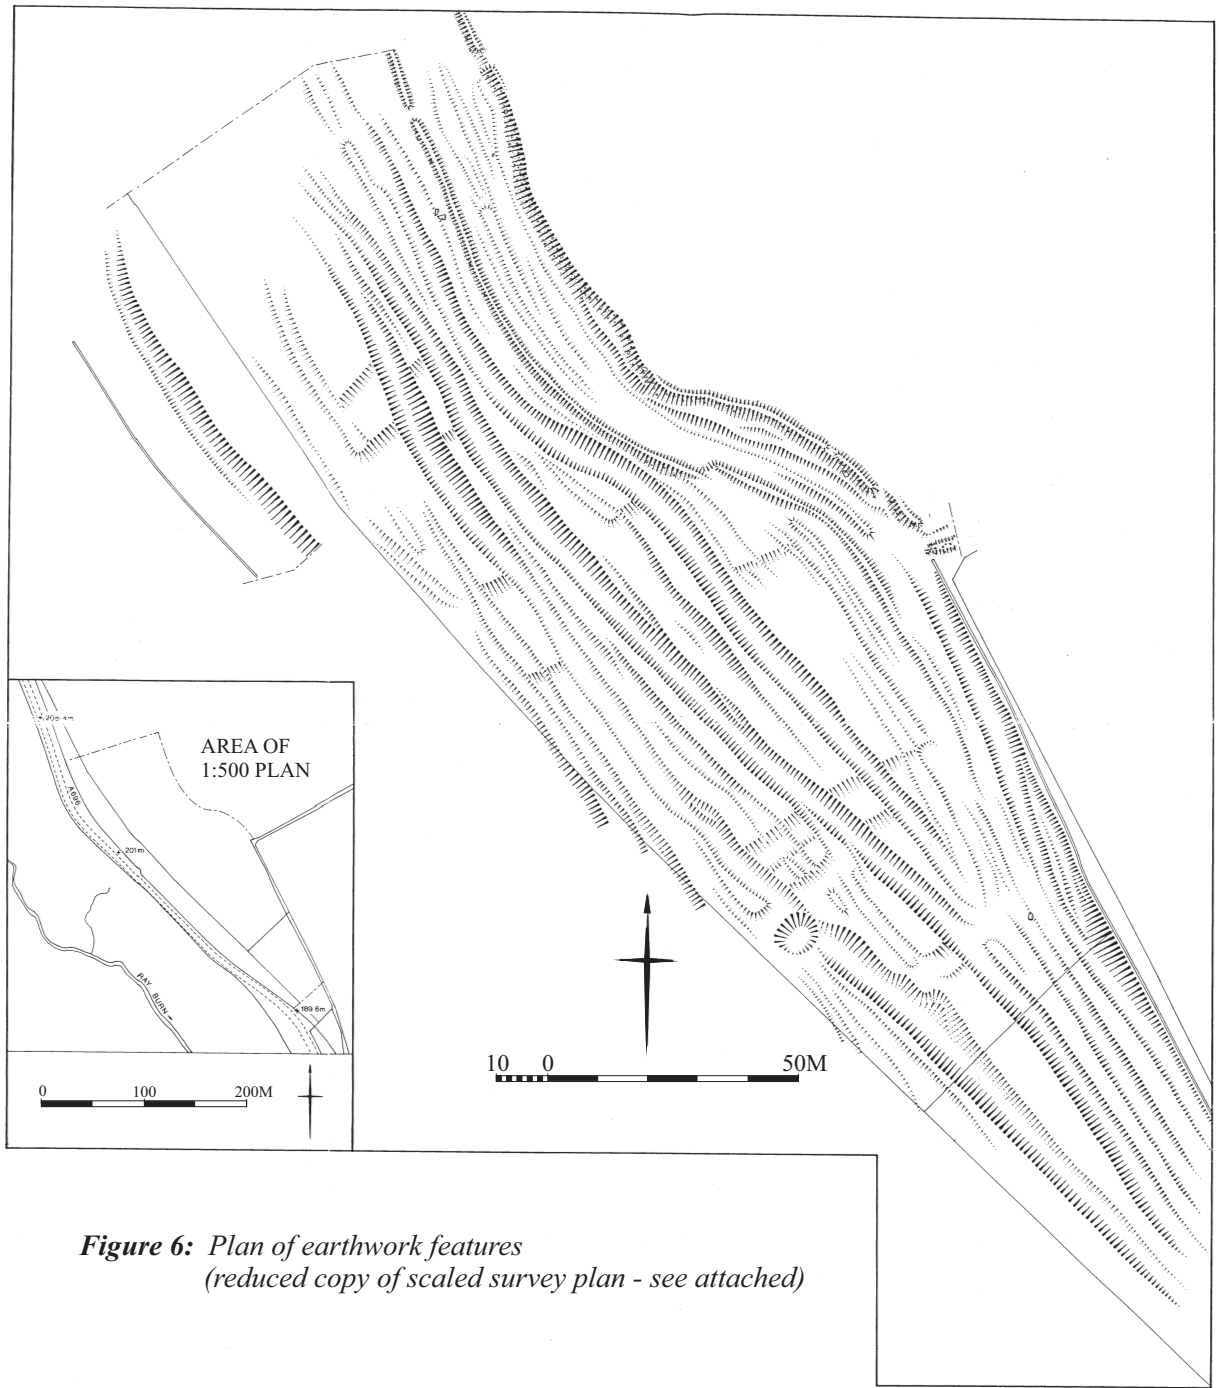 AREA OF
1:500 PLAN
A696
201m
RAY BURN
189.6m
0 100 200M
10 0 50M
Figure 6: Plan of earthwork features
(reduced copy of scaled survey plan - see attached)